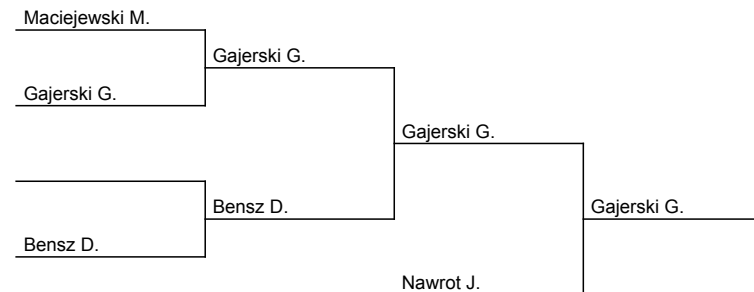 Maciejewski M.
Gajerski G.
Gajerski G.
Gajerski G.
Bensz D.
Gajerski G.
Bensz D.
Nawrot J.